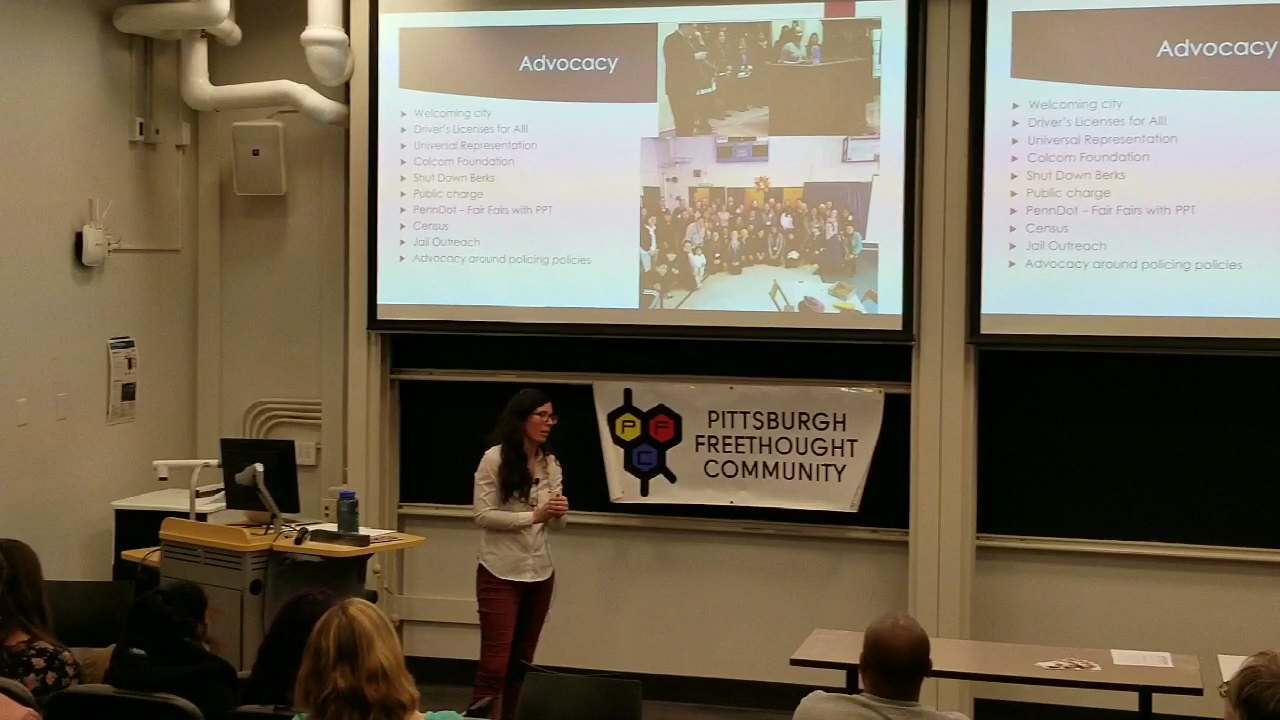 Advocacy
Welcoming city
Driver's Licenses for All!
Universal Representation
Colcom Foundation
Shut Down Berks
Public charge
PennDot – Fair Fairs with PPT
Census
Jail Outreach
Advocacy around policing policies
Advocacy
Welcoming city
Driver's Licenses for All!
Universal Representation
Colcom Foundation
Shut Down Berks
Public charge
PennDot – Fair Fairs with PPT
Census
Jail Outreach
Advocacy around policing policies
P F
C
PITTSBURGH
FREETHOUGHT
COMMUNITY